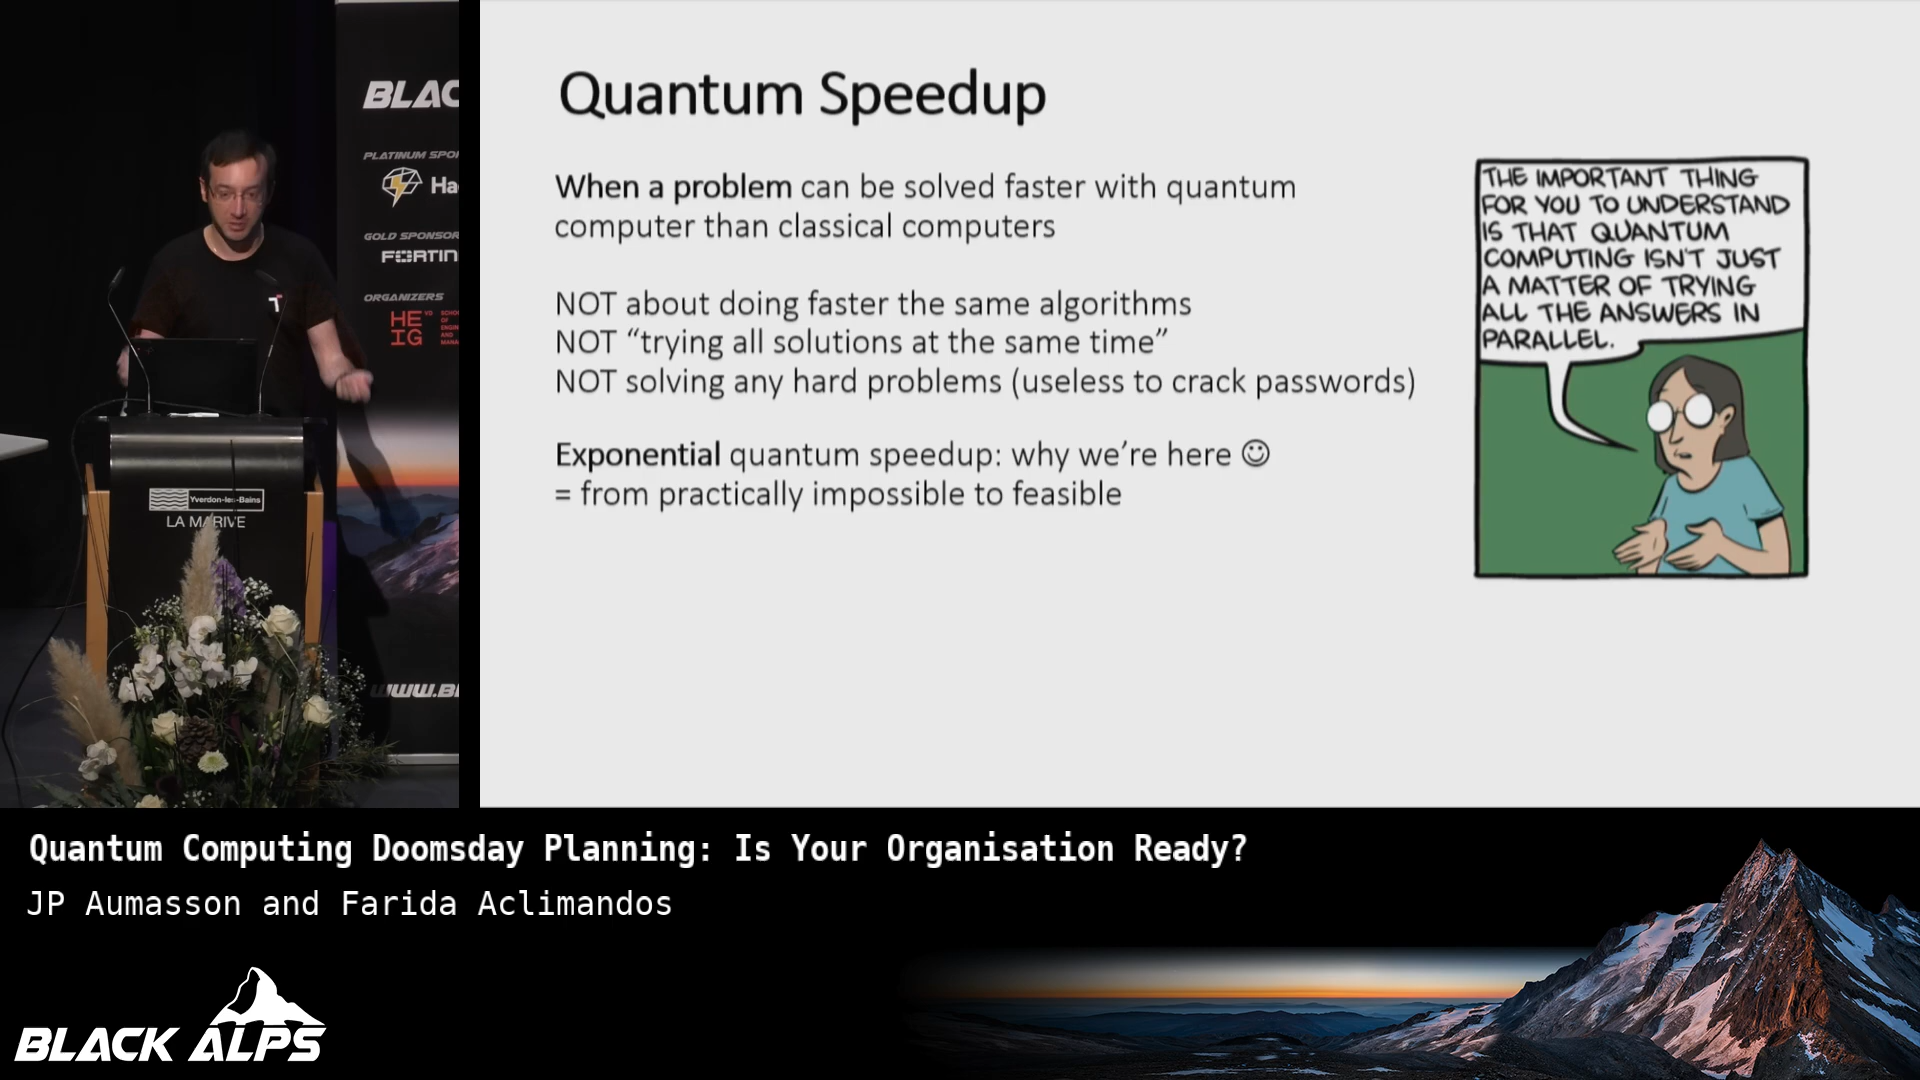 BLAC
PLATINUM SPO
Ha
GOLD SPONSOR
ORGANIZERS
HE
IG
Yverdon-les-Bains
LA MARIVE
WWW.B
Quantum Speedup
When a problem can be solved faster with quantum
computer than classical computers
NOT about doing faster the same algorithms
NOT “trying all solutions at the same time”
NOT solving any hard problems (useless to crack passwords)
Exponential quantum speedup: why we’re here ☺
= from practically impossible to feasible
THE IMPORTANT THING
FOR YOU TO UNDERSTAND
IS THAT QUANTUM
COMPUTING ISN'T JUST
A MATTER OF TRYING
ALL THE ANSWERS IN
PARALLEL.
Quantum Computing Doomsday Planning: Is Your Organisation Ready?
JP Aumasson and Farida Aclimandos
BLACK ALPS